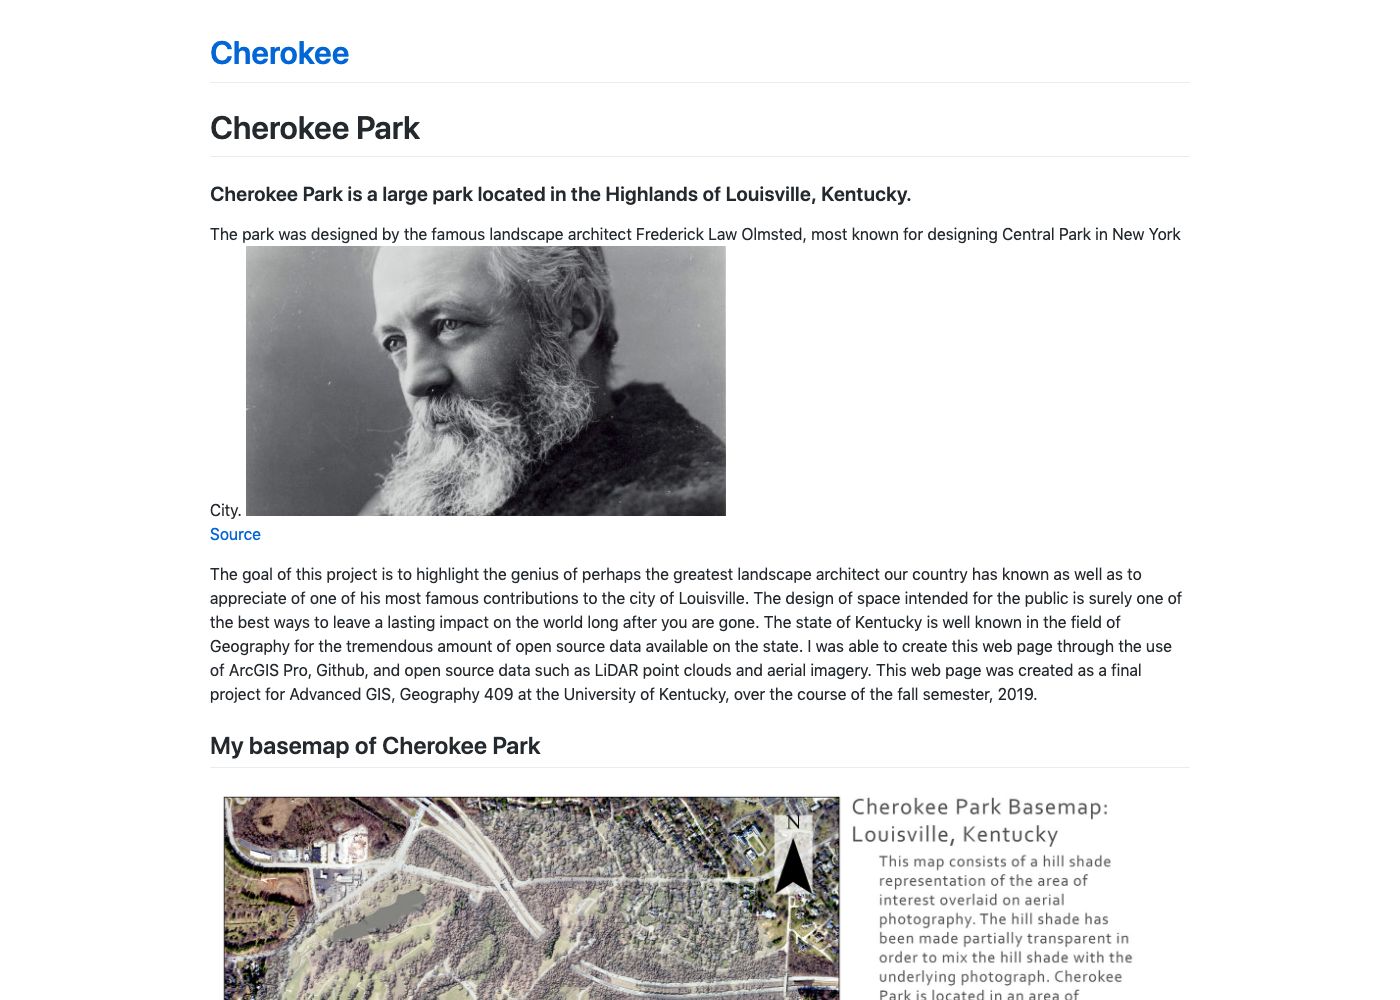 Cherokee
Cherokee Park
Cherokee Park is a large park located in the Highlands of Louisville, Kentucky.
The park was designed by the famous landscape architect Frederick Law Olmsted, most known for designing Central Park in New York
City.
Source
The goal of this project is to highlight the genius of perhaps the greatest landscape architect our country has known as well as to
appreciate of one of his most famous contributions to the city of Louisville. The design of space intended for the public is surely one of
the best ways to leave a lasting impact on the world long after you are gone. The state of Kentucky is well known in the field of
Geography for the tremendous amount of open source data available on the state. I was able to create this web page through the use
of ArcGIS Pro, Github, and open source data such as LiDAR point clouds and aerial imagery. This web page was created as a final
project for Advanced GIS, Geography 409 at the University of Kentucky, over the course of the fall semester, 2019.
My basemap of Cherokee Park
N
Cherokee Park Basemap:
Louisville, Kentucky
This map consists of a hill shade
representation of the area of
interest overlaid on aerial
photography. The hill shade has
been made partially transparent in
order to mix the hill shade with the
underlying photograph. Cherokee
Park is located in an area of